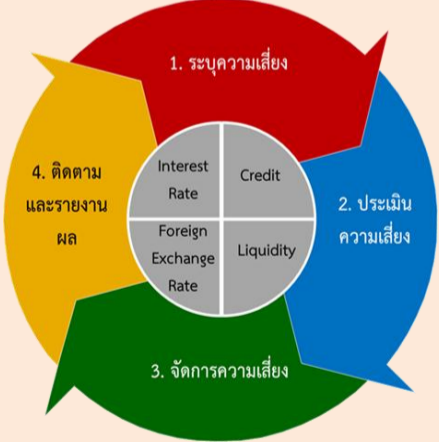 1. ระบุความเสี่ยง
Interest
Rate
Credit
2. ประเมิน
ความเสี่ยง
4. ติดตาม
และรายงาน
ผล
Foreign
Exchange
Rate
Liquidity
3. จัดการความเสี่ยง